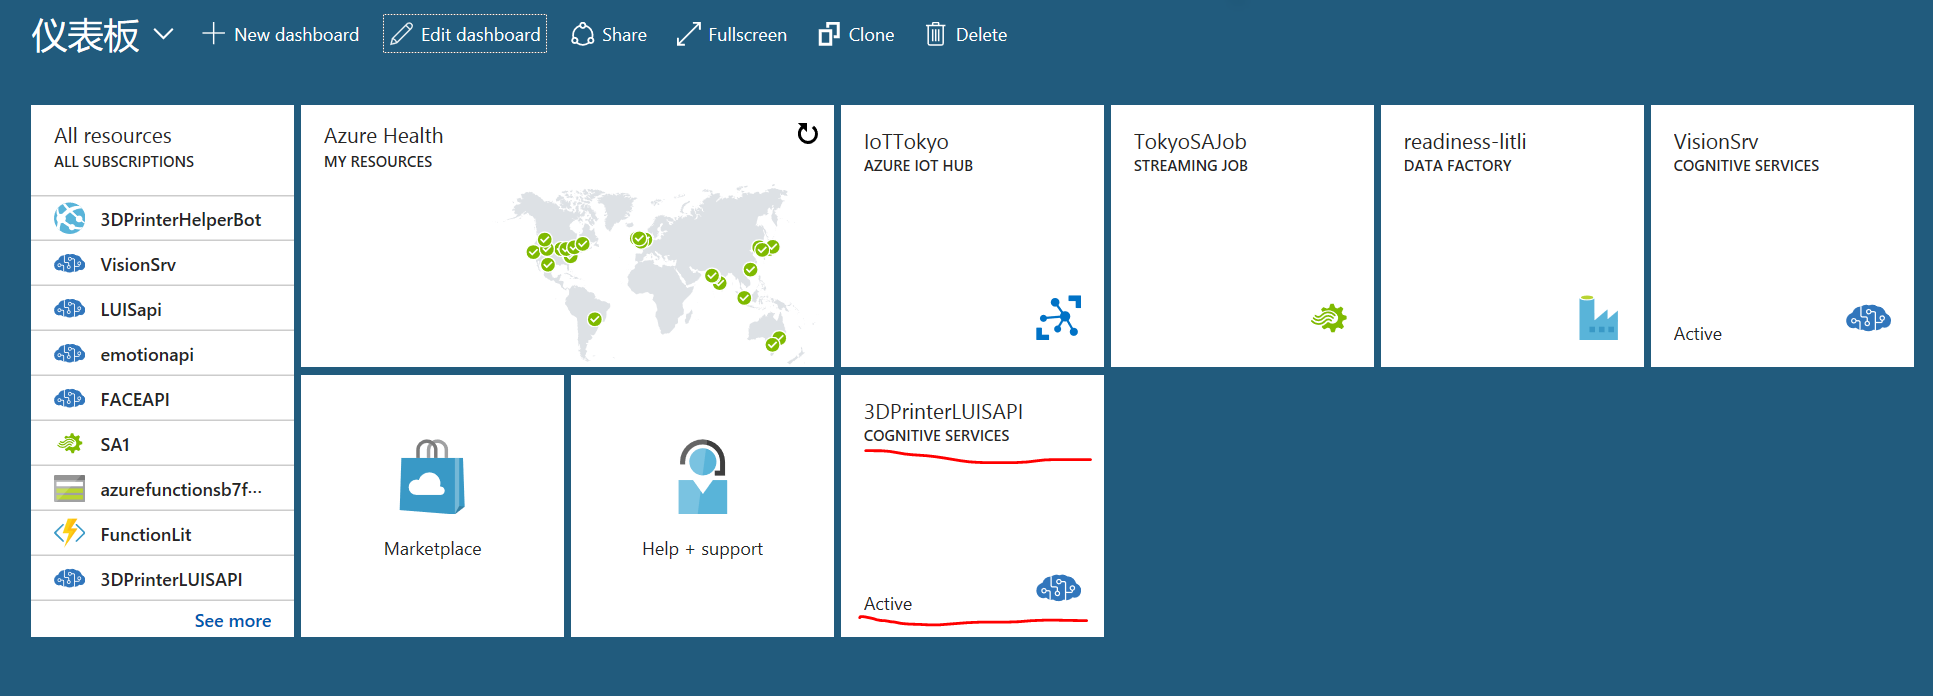 仪表板
New dashboard
Edit dashboard
Share
Fullscreen
Clone
Delete
All resources
ALL SUBSCRIPTIONS
3DPrinterHelperBot
VisionSrv
LUISapi
emotionapi
FACEAPI
SA1
azurefunctionsb7f...
FunctionLit
3DPrinterLUISAPI
See more
Azure Health
MY RESOURCES
IoTTokyo
AZURE IOT HUB
TokyoSAJob
STREAMING JOB
readiness-litli
DATA FACTORY
VisionSrv
COGNITIVE SERVICES
Active
Marketplace
Help + support
3DPrinterLUISAPI
COGNITIVE SERVICES
Active